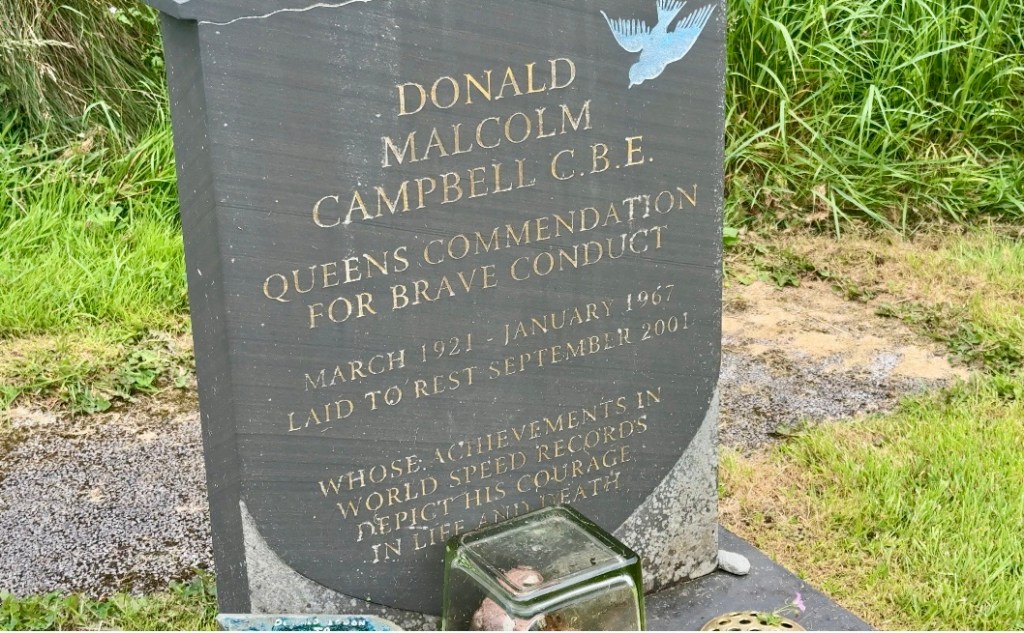 DONALD
MALCOLM
CAMPBELL C.B.E.
QUEENS COMMENDATION
FOR BRAVE CONDUCT
MARCH 1921 - JANUARY 1967
LAID TO REST SEPTEMBER 2001
WHOSE ACHIEVEMENTS IN
WORLD SPEED RECORDS
DEPICT HIS COURAGE
IN LIFE AND DEATH
TO